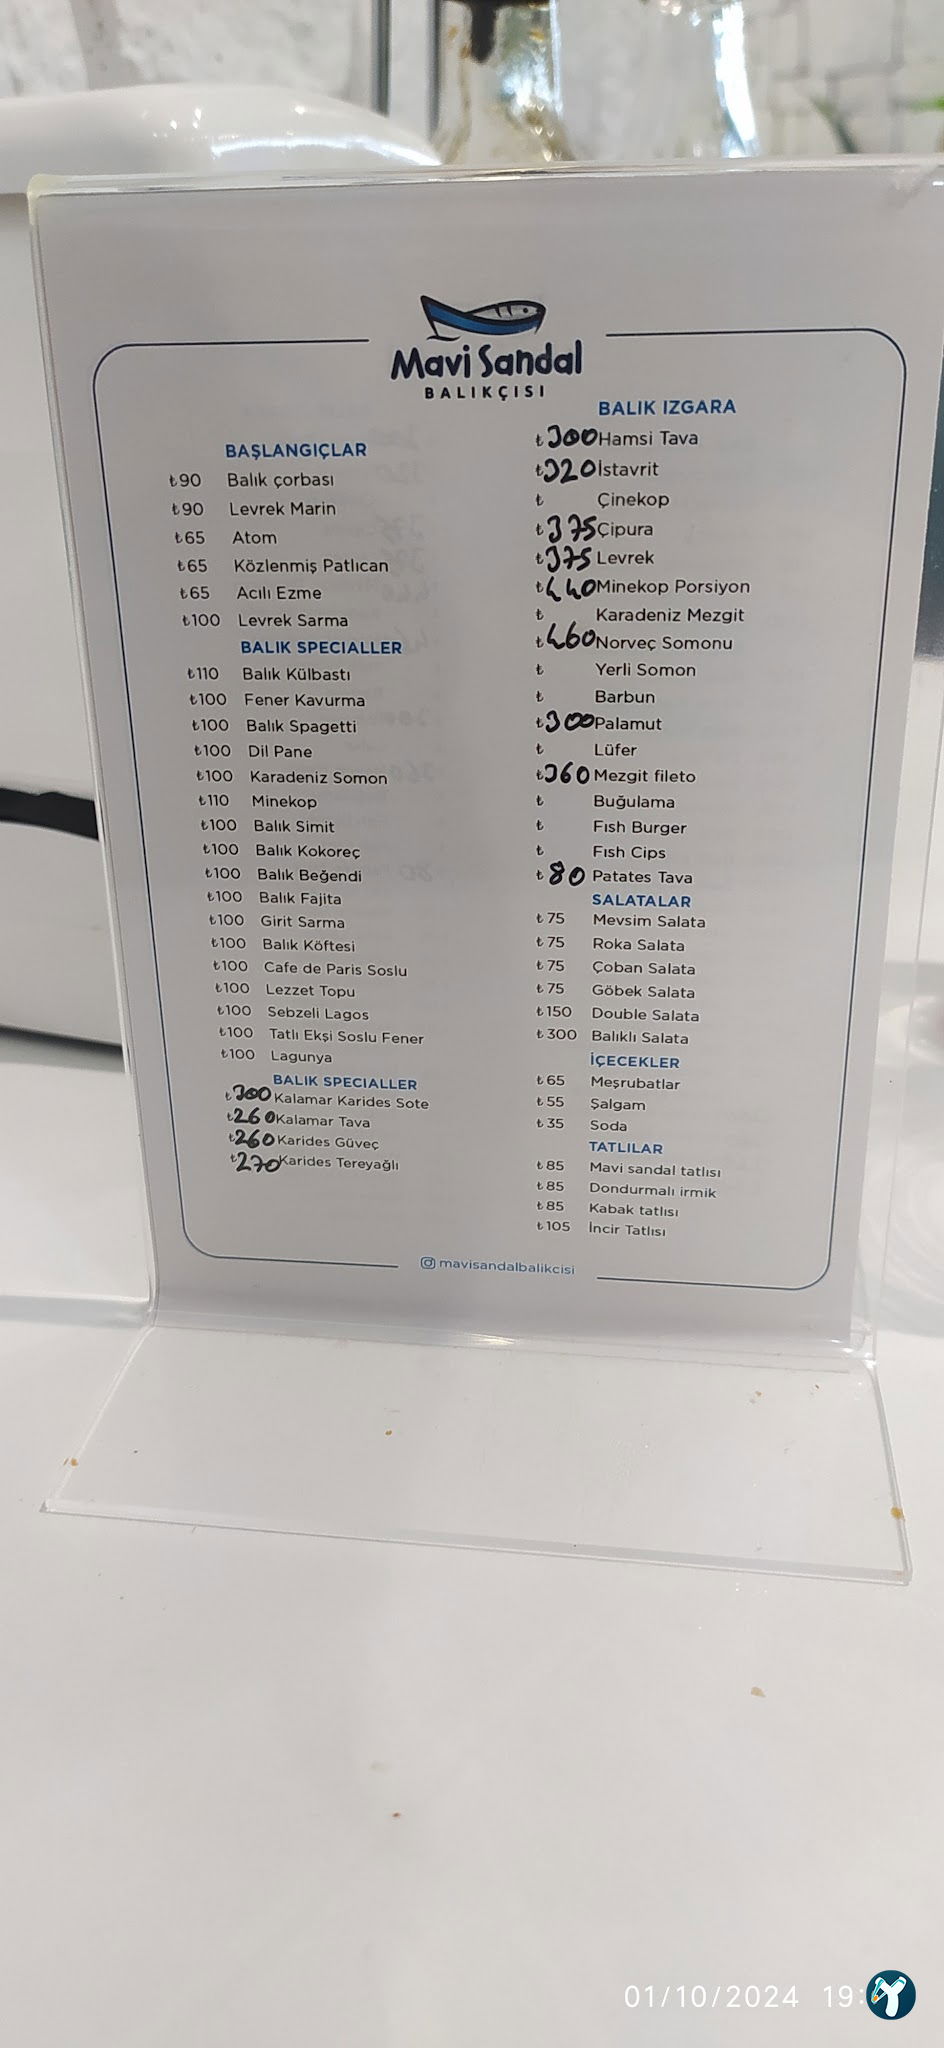 Mavi Sandal
BALIKÇISI
BAŞLANGIÇLAR
₺90 Balık çorbası
₺90 Levrek Marin
₺65 Atom
₺65 Közlenmiş Patlıcan
₺65 Acılı Ezme
₺100 Levrek Sarma
BALIK SPECIALLER
₺110 Balık Külbastı
₺100 Fener Kavurma
₺100 Balık Spagetti
₺100 Dil Pane
₺100 Karadeniz Somon
₺110 Minekop
₺100 Balık Simit
₺100 Balık Kokoreç
₺100 Balık Beğendi
₺100 Balık Fajita
₺100 Girit Sarma
₺100 Balık Köftesi
₺100 Cafe de Paris Soslu
₺100 Lezzet Topu
₺100 Sebzeli Lagos
₺100 Tatlı Ekşi Soslu Fener
₺100 Lagunya
BALIK SPECIALLER
₺300 Kalamar Karides Sote
₺260 Kalamar Tava
₺260 Karides Güveç
₺270 Karides Tereyağlı
BALIK IZGARA
₺300 Hamsi Tava
₺320 İstavrit
₺ Çinekop
₺375 Çipura
₺375 Levrek
₺440 Minekop Porsiyon
₺ Karadeniz Mezgit
₺460 Norveç Somonu
₺ Yerli Somon
₺ Barbun
₺300 Palamut
₺ Lüfer
₺360 Mezgit fileto
₺ Buğulama
₺ Fısh Burger
₺ Fısh Cips
₺80 Patates Tava
SALATALAR
₺75 Mevsim Salata
₺75 Roka Salata
₺75 Çoban Salata
₺75 Göbek Salata
₺150 Double Salata
₺300 Balıklı Salata
İÇECEKLER
₺65 Meşrubatlar
₺55 Şalgam
₺35 Soda
TATLILAR
₺85 Mavi sandal tatlısı
₺85 Dondurmalı irmik
₺85 Kabak tatlısı
₺105 İncir Tatlısı
mavisandalbalikcisi
01/10/2024 19: